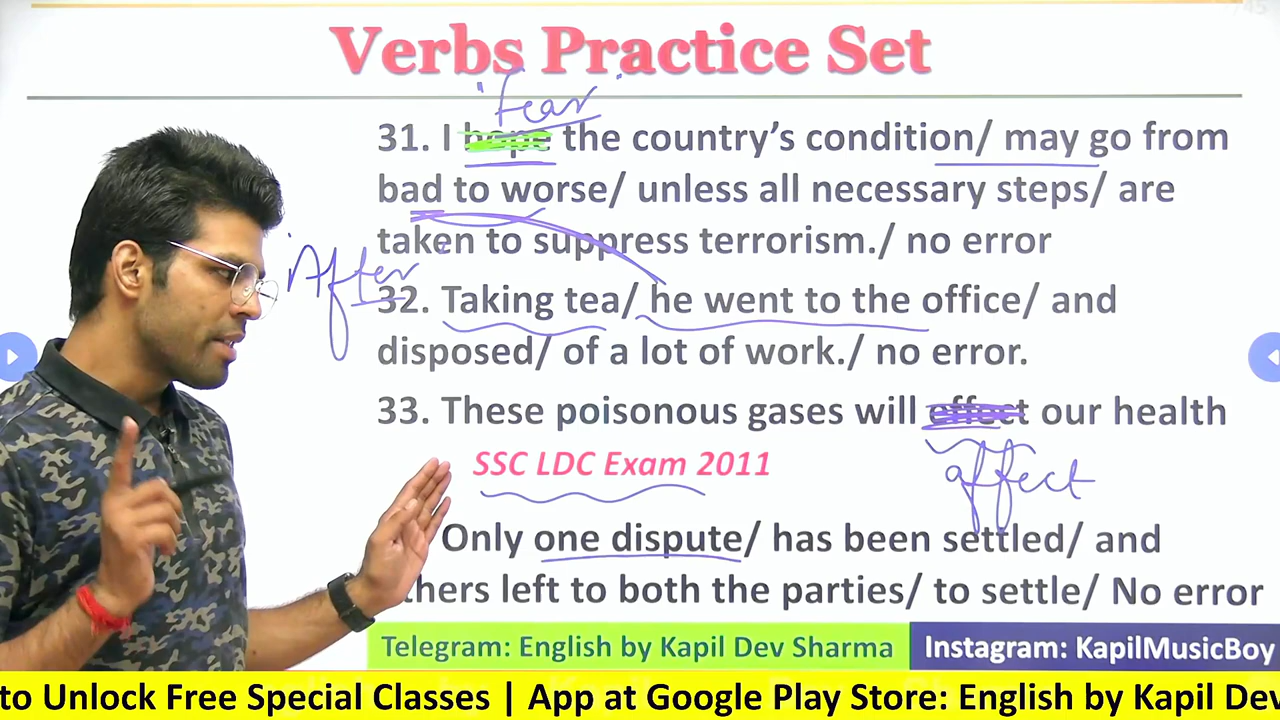 Verbs Practice Set
"fear"
31. I hope the country's condition/ may go from
bad to worse/ unless all necessary steps/ are
taken to suppress terrorism./ no error
"After"
32. Taking tea/ he went to the office/ and
disposed/ of a lot of work./ no error.
33. These poisonous gases will effect our health
SSC LDC Exam 2011
affect
Only one dispute/ has been settled/ and
thers left to both the parties/ to settle/ No error
Telegram: English by Kapil Dev Sharma
Instagram: KapilMusicBoy
to Unlock Free Special Classes | App at Google Play Store: English by Kapil Dev